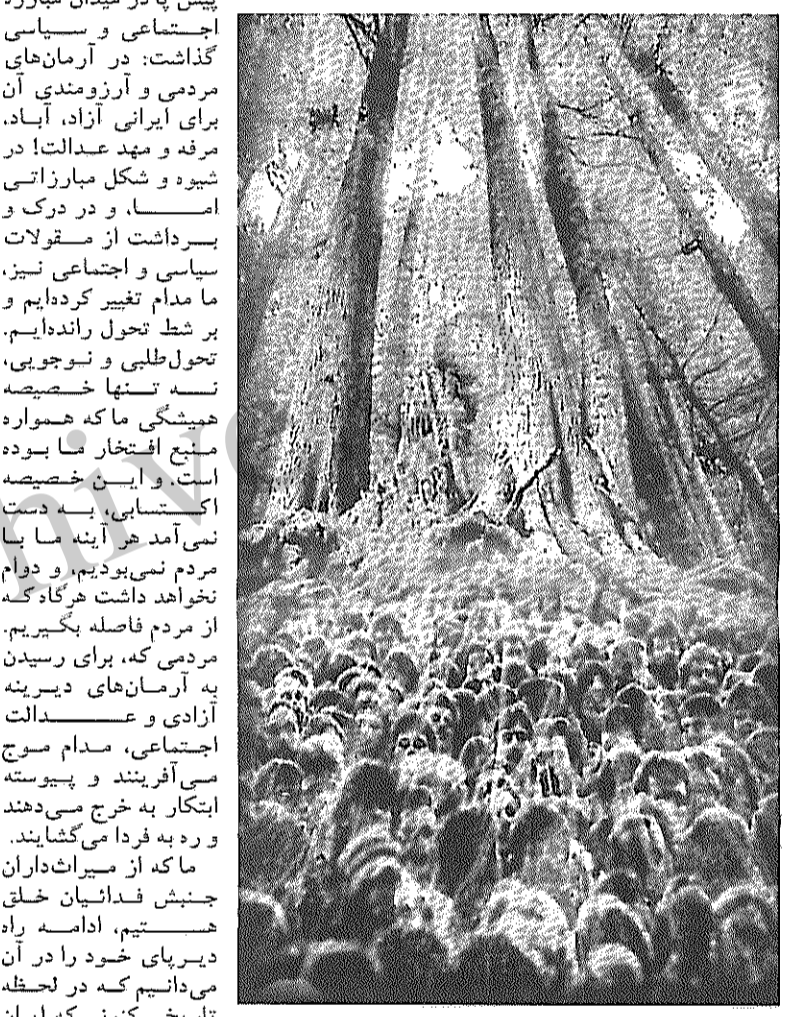 پیش پا در میدان مبارزه
اجتماعی و سیاسی
گذاشت: در آرمان‌های
مردمی و آرزومندی آن
برای ایرانی آزاد، آباد،
مرفه و مهد عدالت! در
شیوه و شکل مبارزاتی
اما، و در درک و
برداشت از مقولات
سیاسی و اجتماعی نیز،
ما مدام تغییر کرده‌ایم و
بر شط تحول رانده‌ایم.
تحول‌طلبی و نوجویی،
نه تنها خصیصه
همیشگی ما که همواره
منبع افتخار ما بوده
است. و این خصیصه
اکتسابی، به دست
نمی‌آمد هر آینه ما با
مردم نمی‌بودیم، و دوام
نخواهد داشت هرگاه که
از مردم فاصله بگیریم.
مردمی که، برای رسیدن
به آرمان‌های دیرینه
آزادی و عدالت
اجتماعی، مدام موج
می‌آفرینند و پیوسته
ابتکار به خرج می‌دهند
و ره به فردا می‌گشایند.
ما که از میراث‌داران
جنبش فدائیان خلق
هستیم، ادامه راه
دیرپای خود را در آن
می‌دانیم که در لحظه
تاریخی کنونی که ایران
hive